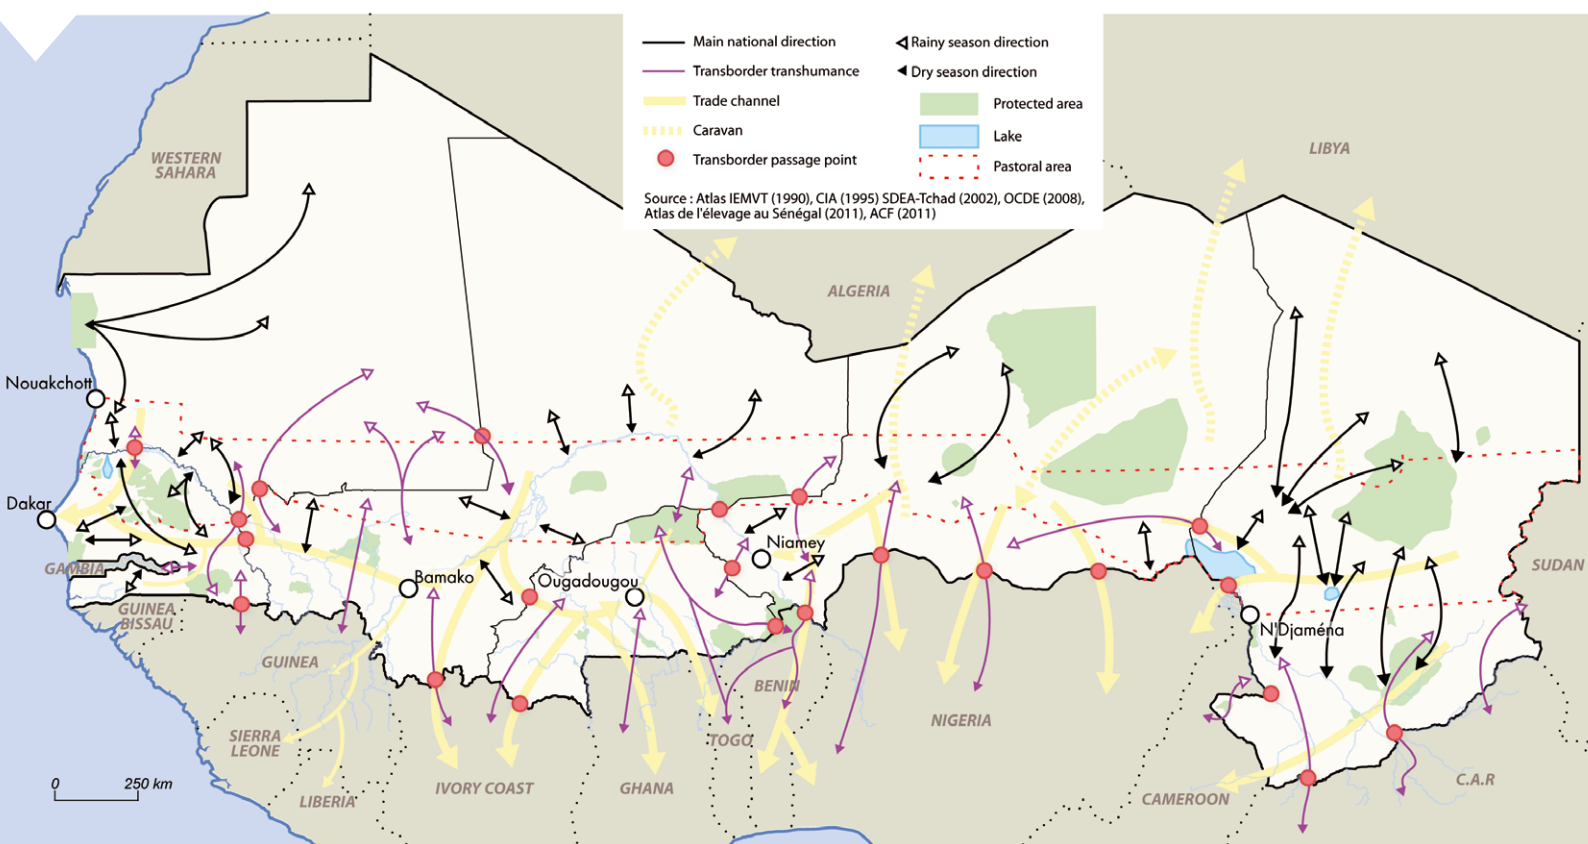 Main national direction
Transborder transhumance
Trade channel
Caravan
Transborder passage point
Rainy season direction
Dry season direction
Protected area
Lake
Pastoral area
Source : Atlas IEMVT (1990), CIA (1995) SDEA-Tchad (2002), OCDE (2008),
Atlas de l'élevage au Sénégal (2011), ACF (2011)
WESTERN
SAHARA
LIBYA
ALGERIA
Nouakchott
Dakar
GAMBIA
GUINEA
BISSAU
Bamako
Ougadougou
Niamey
N'Djaména
SUDAN
GUINEA
SIERRA
LEONE
LIBERIA
IVORY COAST
GHANA
TOGO
BENIN
NIGERIA
CAMEROON
C.A.R
0
250 km